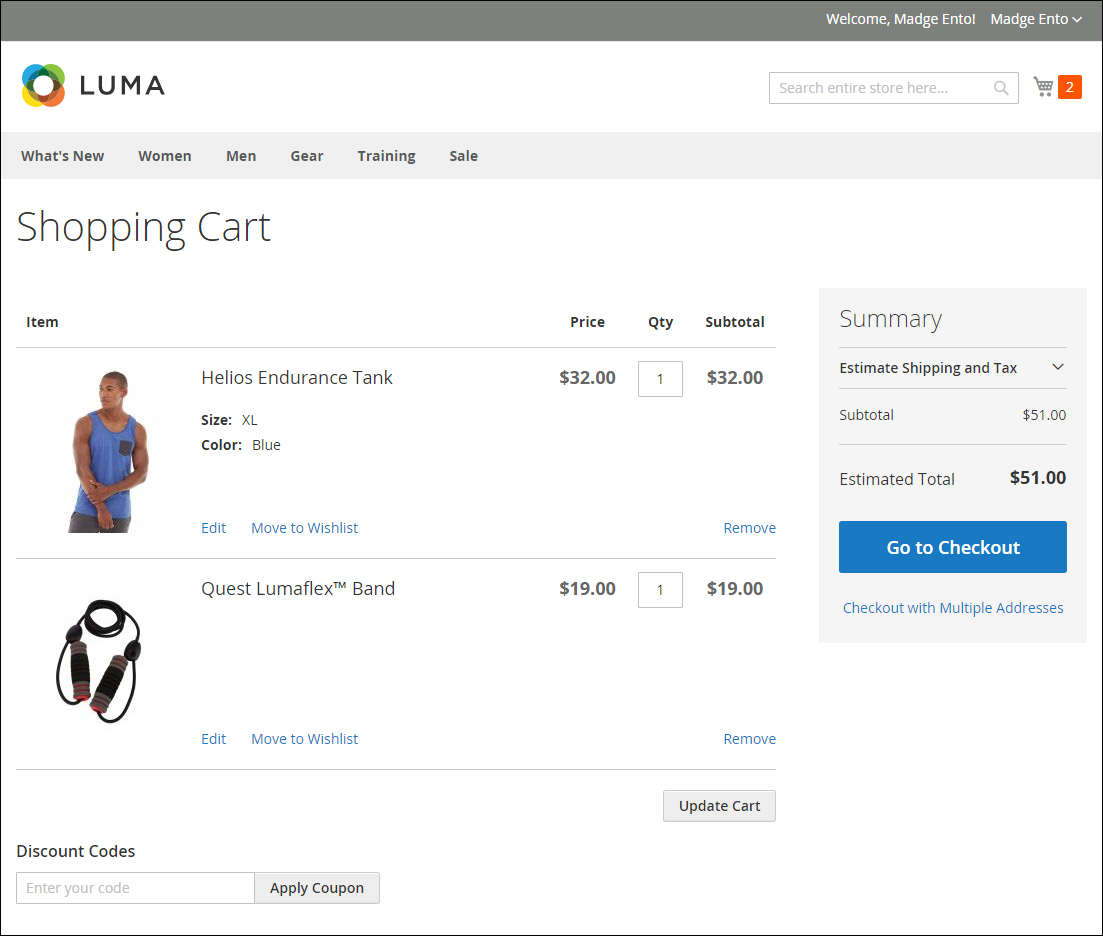 Welcome, Madge Ento! Madge Ento
LUMA
Search entire store here...
2
What's New Women Men Gear Training Sale
Shopping Cart
Item Price Qty Subtotal
Helios Endurance Tank $32.00 1 $32.00
Size: XL
Color: Blue
Edit Move to Wishlist Remove
Quest Lumaflex™ Band $19.00 1 $19.00
Edit Move to Wishlist Remove
Update Cart
Discount Codes
Enter your code Apply Coupon
Summary
Estimate Shipping and Tax
Subtotal $51.00
Estimated Total $51.00
Go to Checkout
Checkout with Multiple Addresses